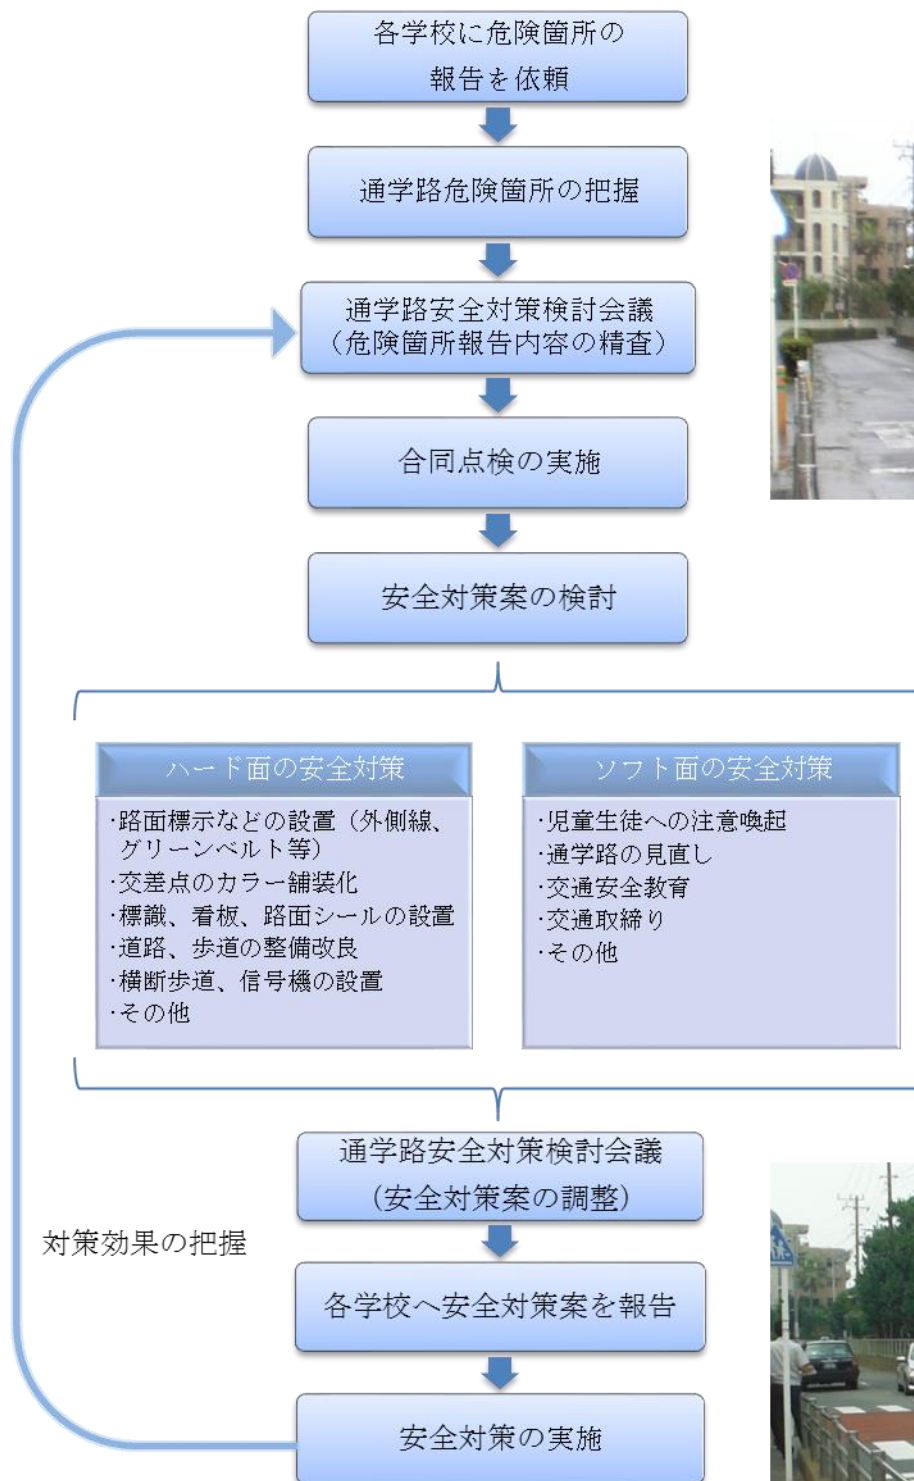 各学校に危険箇所の
報告を依頼
通学路危険箇所の把握
通学路安全対策検討会議
（危険箇所報告内容の精査）
合同点検の実施
安全対策案の検討
ハード面の安全対策
・路面標示などの設置（外側線、
グリーンベルト等）
・交差点のカラー舗装化
・標識、看板、路面シールの設置
・道路、歩道の整備改良
・横断歩道、信号機の設置
・その他
ソフト面の安全対策
・児童生徒への注意喚起
・通学路の見直し
・交通安全教育
・交通取締り
・その他
通学路安全対策検討会議
（安全対策案の調整）
対策効果の把握
各学校へ安全対策案を報告
安全対策の実施